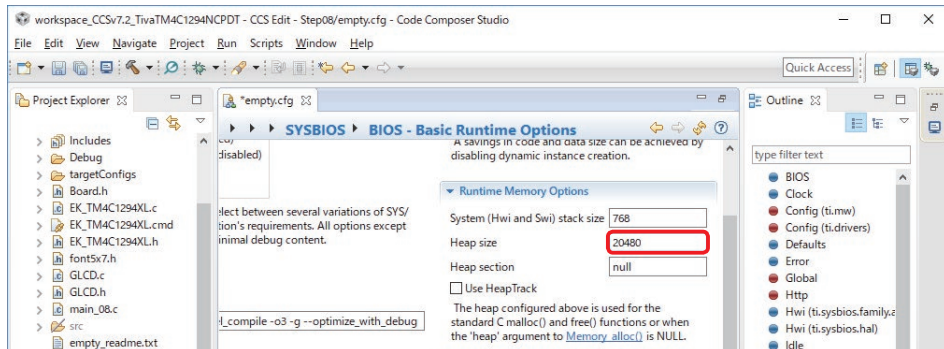 workspace_CCSv7.2_TivaTM4C1294NCPDT - CCS Edit - Step08/empty.cfg - Code Composer Studio
File Edit View Navigate Project Run Scripts Window Help
Quick Access
Project Explorer
Includes
Debug
targetConfigs
Board.h
EK_TM4C1294XL.c
EK_TM4C1294XL.cmd
EK_TM4C1294XL.h
font5x7.h
GLCD.c
GLCD.h
main_08.c
src
empty_readme.txt
*empty.cfg
SYSBIOS BIOS - Basic Runtime Options
disabled)
elect between several variations of SYS/
tion's requirements. All options except
inimal debug content.
el_compile -o3 -g --optimize_with_debug
A savings in code and data size can be achieved by
disabling dynamic instance creation.
Runtime Memory Options
System (Hwi and Swi) stack size 768
Heap size 20480
Heap section null
Use HeapTrack
The heap configured above is used for the
standard C malloc() and free() functions or when
the 'heap' argument to Memory_alloc() is NULL.
Outline
type filter text
BIOS
Clock
Config (ti.mw)
Config (ti.drivers)
Defaults
Error
Global
Http
Hwi (ti.sysbios.family.a
Hwi (ti.sysbios.hal)
Idle